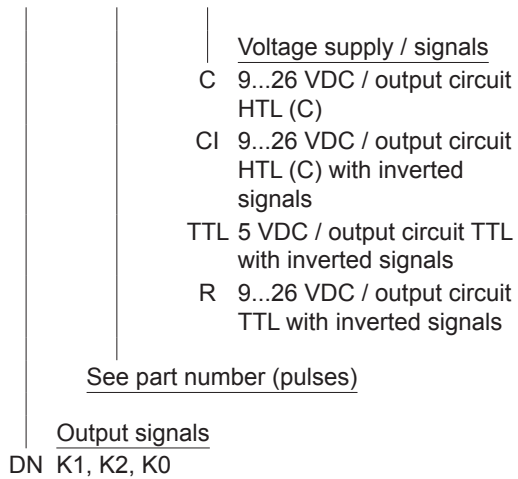 Voltage supply / signals
C 9...26 VDC / output circuit
HTL (C)
CI 9...26 VDC / output circuit
HTL (C) with inverted
signals
TTL 5 VDC / output circuit TTL
with inverted signals
R 9...26 VDC / output circuit
TTL with inverted signals
See part number (pulses)
Output signals
DN K1, K2, K0